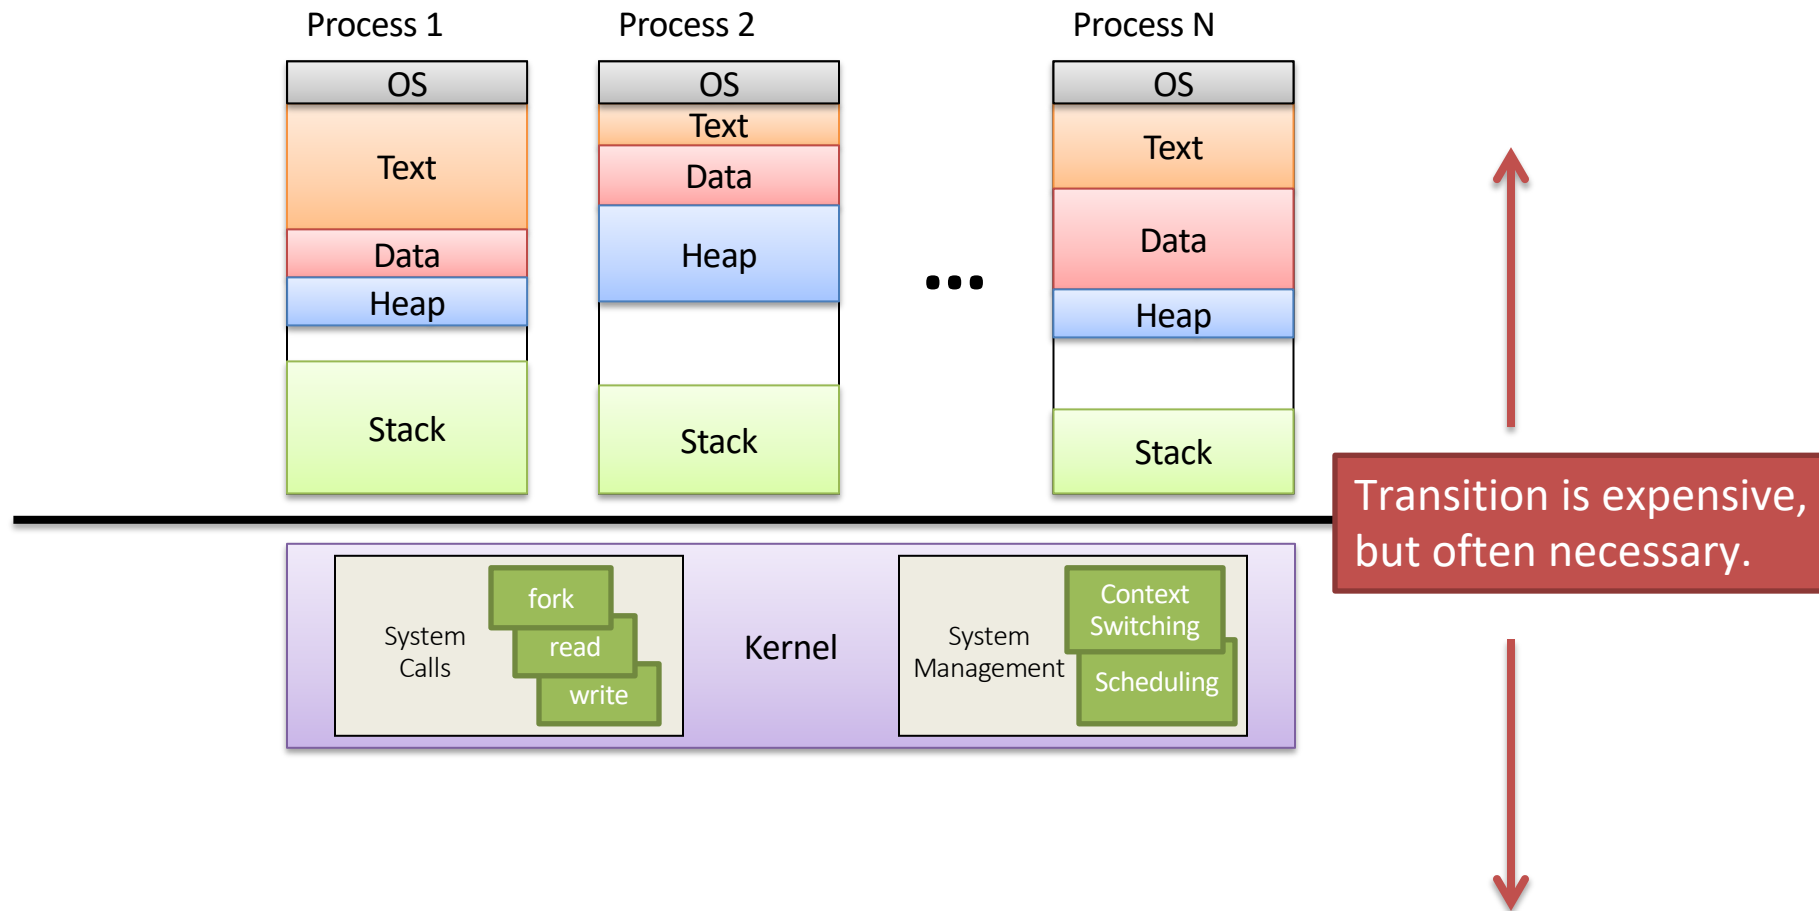 Process 1
Process 2
Process N
OS
Text
Data
Heap
Stack
OS
Text
Data
Heap
Stack
...
OS
Text
Data
Heap
Stack
Transition is expensive,
but often necessary.
System
Calls
fork
read
write
Kernel
System
Management
Context
Switching
Scheduling